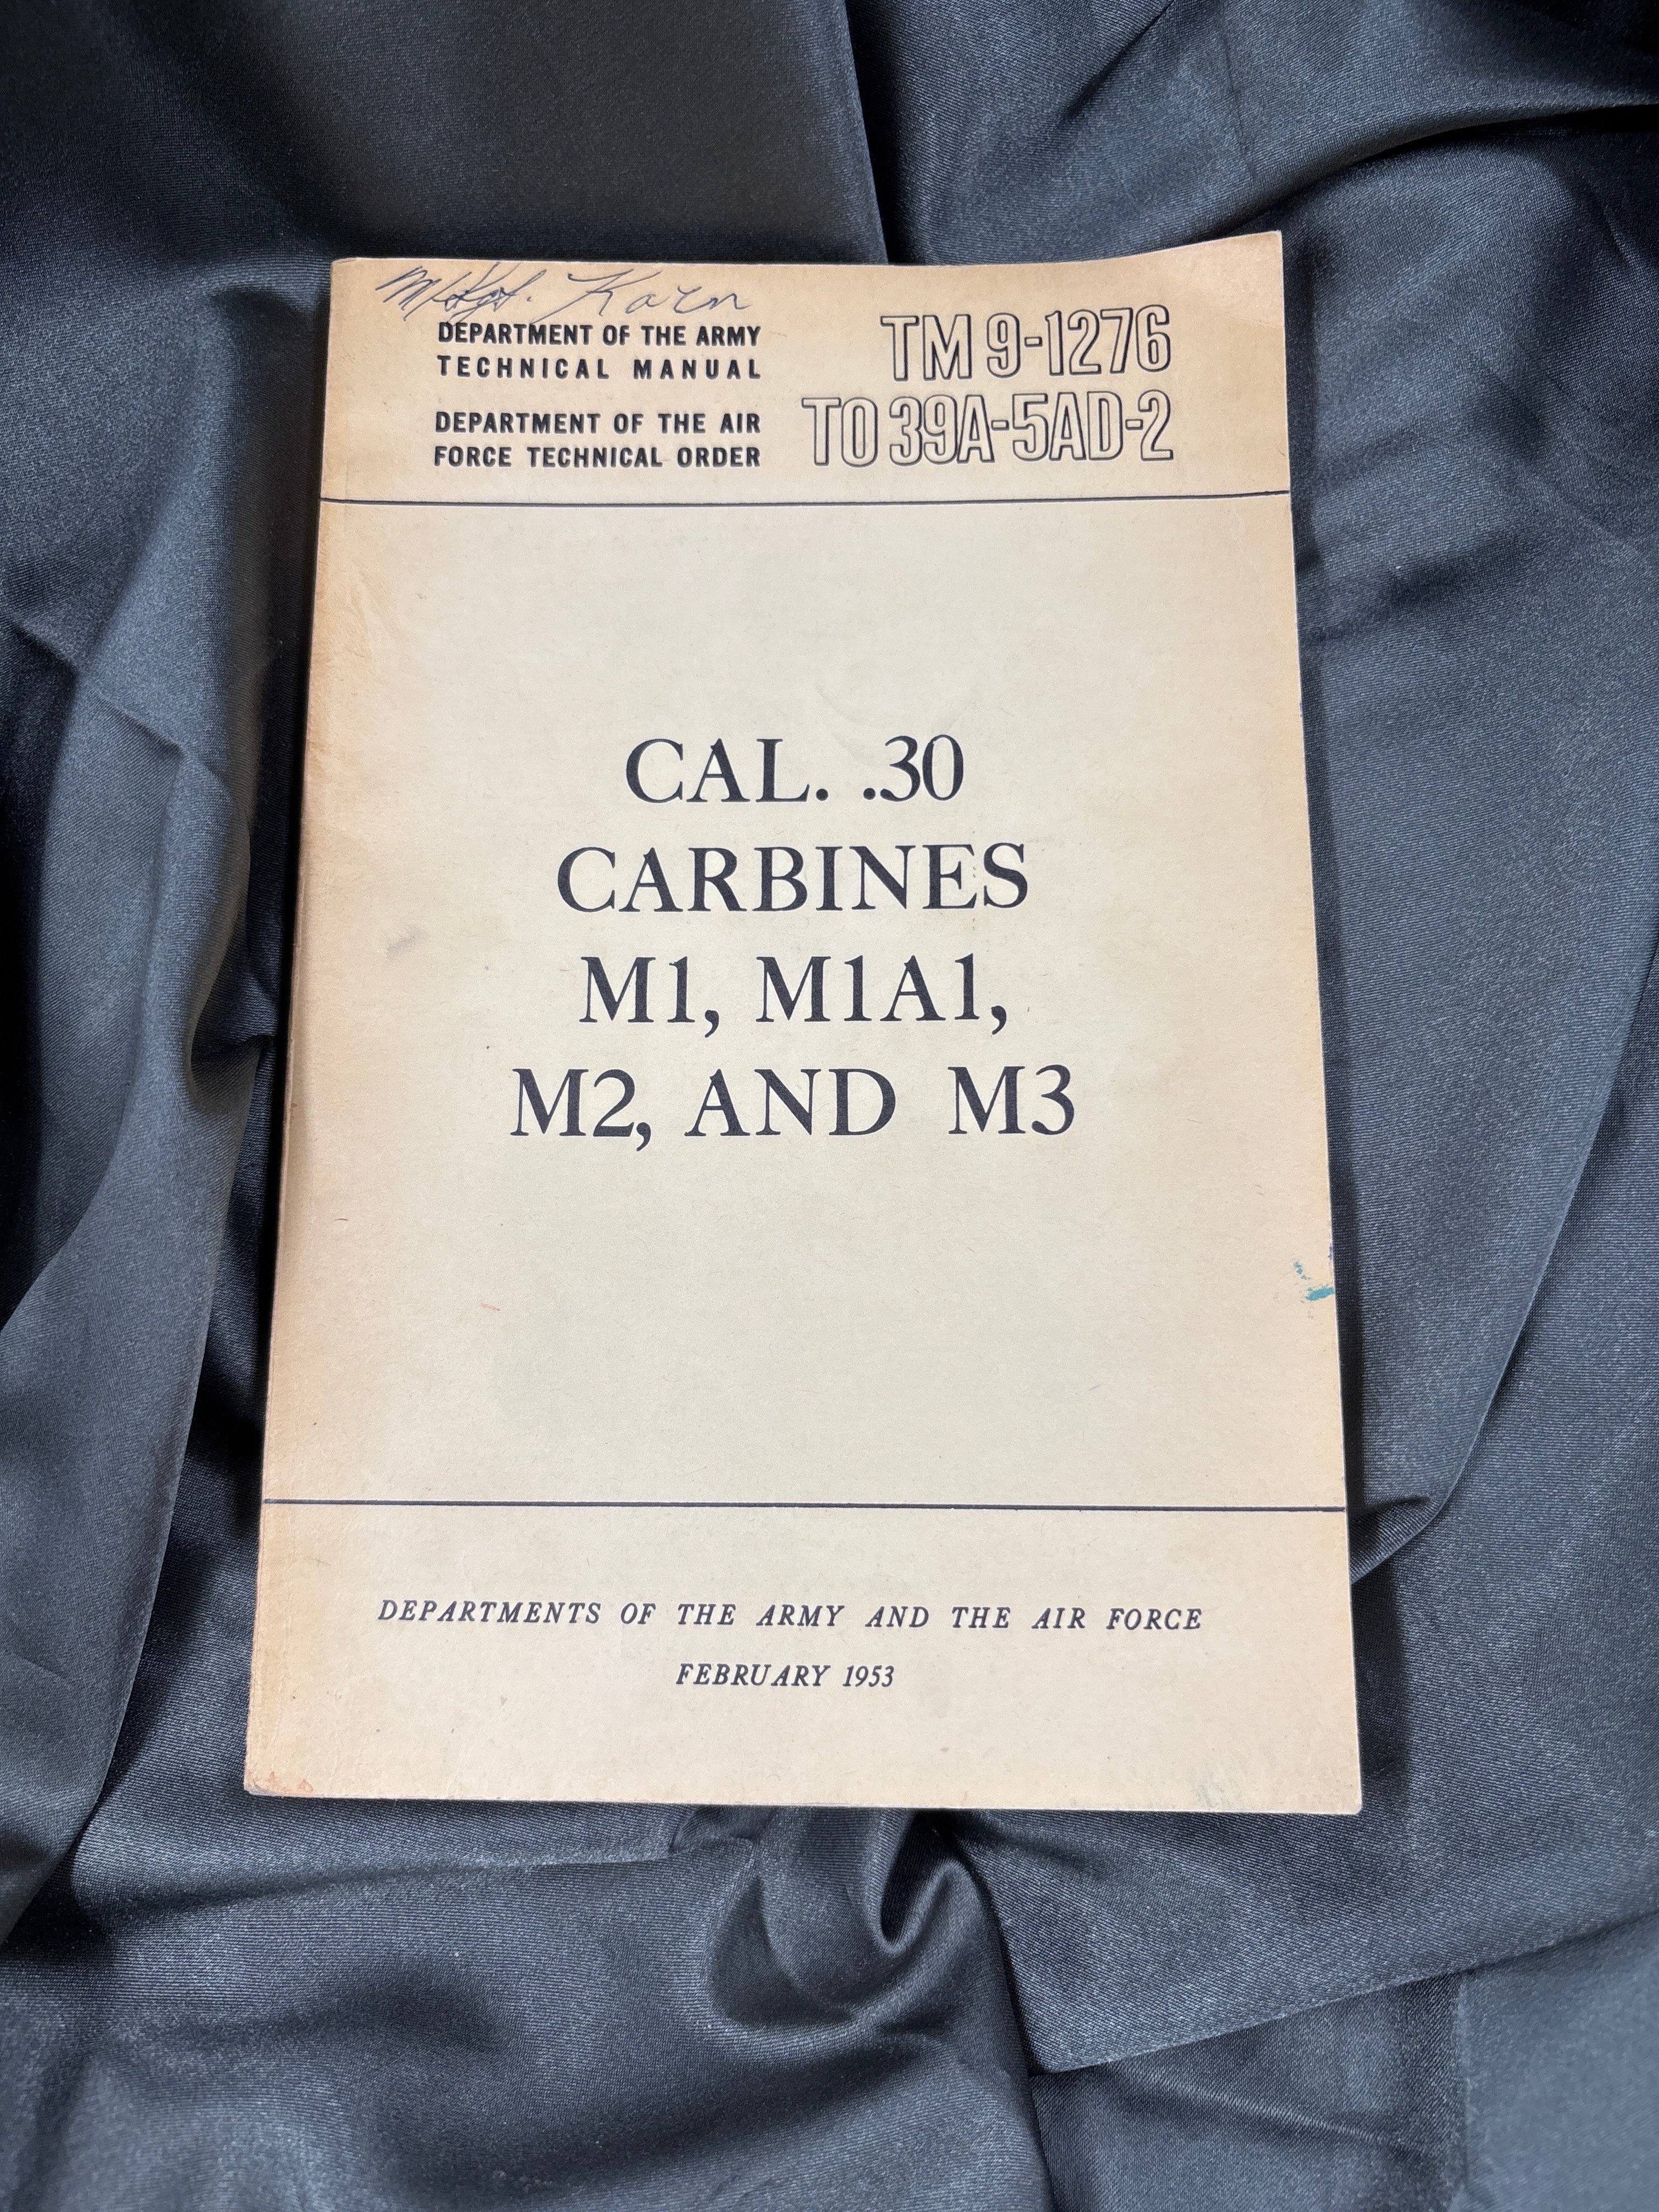 M/Sgt. Karn
DEPARTMENT OF THE ARMY
TECHNICAL MANUAL
DEPARTMENT OF THE AIR
FORCE TECHNICAL ORDER
TM 9-1276
TO 39A-5AD-2
CAL. .30
CARBINES
M1, M1A1,
M2, AND M3
DEPARTMENTS OF THE ARMY AND THE AIR FORCE
FEBRUARY 1953